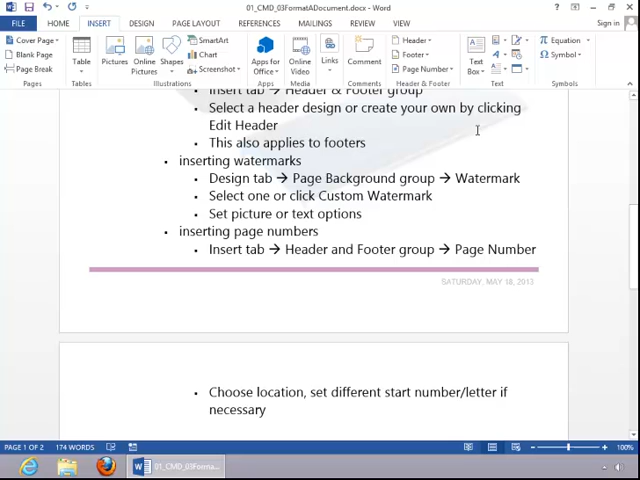 01_CMD_03FormatADocument.docx - Word
FILE HOME INSERT DESIGN PAGE LAYOUT REFERENCES MAILINGS REVIEW VIEW Sign in
Cover Page
Blank Page
Page Break
Pages
Table
Tables
Pictures
Online Pictures
Shapes
SmartArt
Chart
Screenshot
Illustrations
Apps for Office
Apps
Online Video
Media
Links
Comment
Comments
Header
Footer
Page Number
Header & Footer
Text Box
Text
Equation
Symbol
Symbols
Insert tab → Header & Footer group
Select a header design or create your own by clicking
Edit Header
This also applies to footers
inserting watermarks
Design tab → Page Background group → Watermark
Select one or click Custom Watermark
Set picture or text options
inserting page numbers
Insert tab → Header and Footer group → Page Number
SATURDAY, MAY 18, 2013
Choose location, set different start number/letter if
necessary
PAGE 1 OF 2 174 WORDS 100%
01_CMD_03Forma...